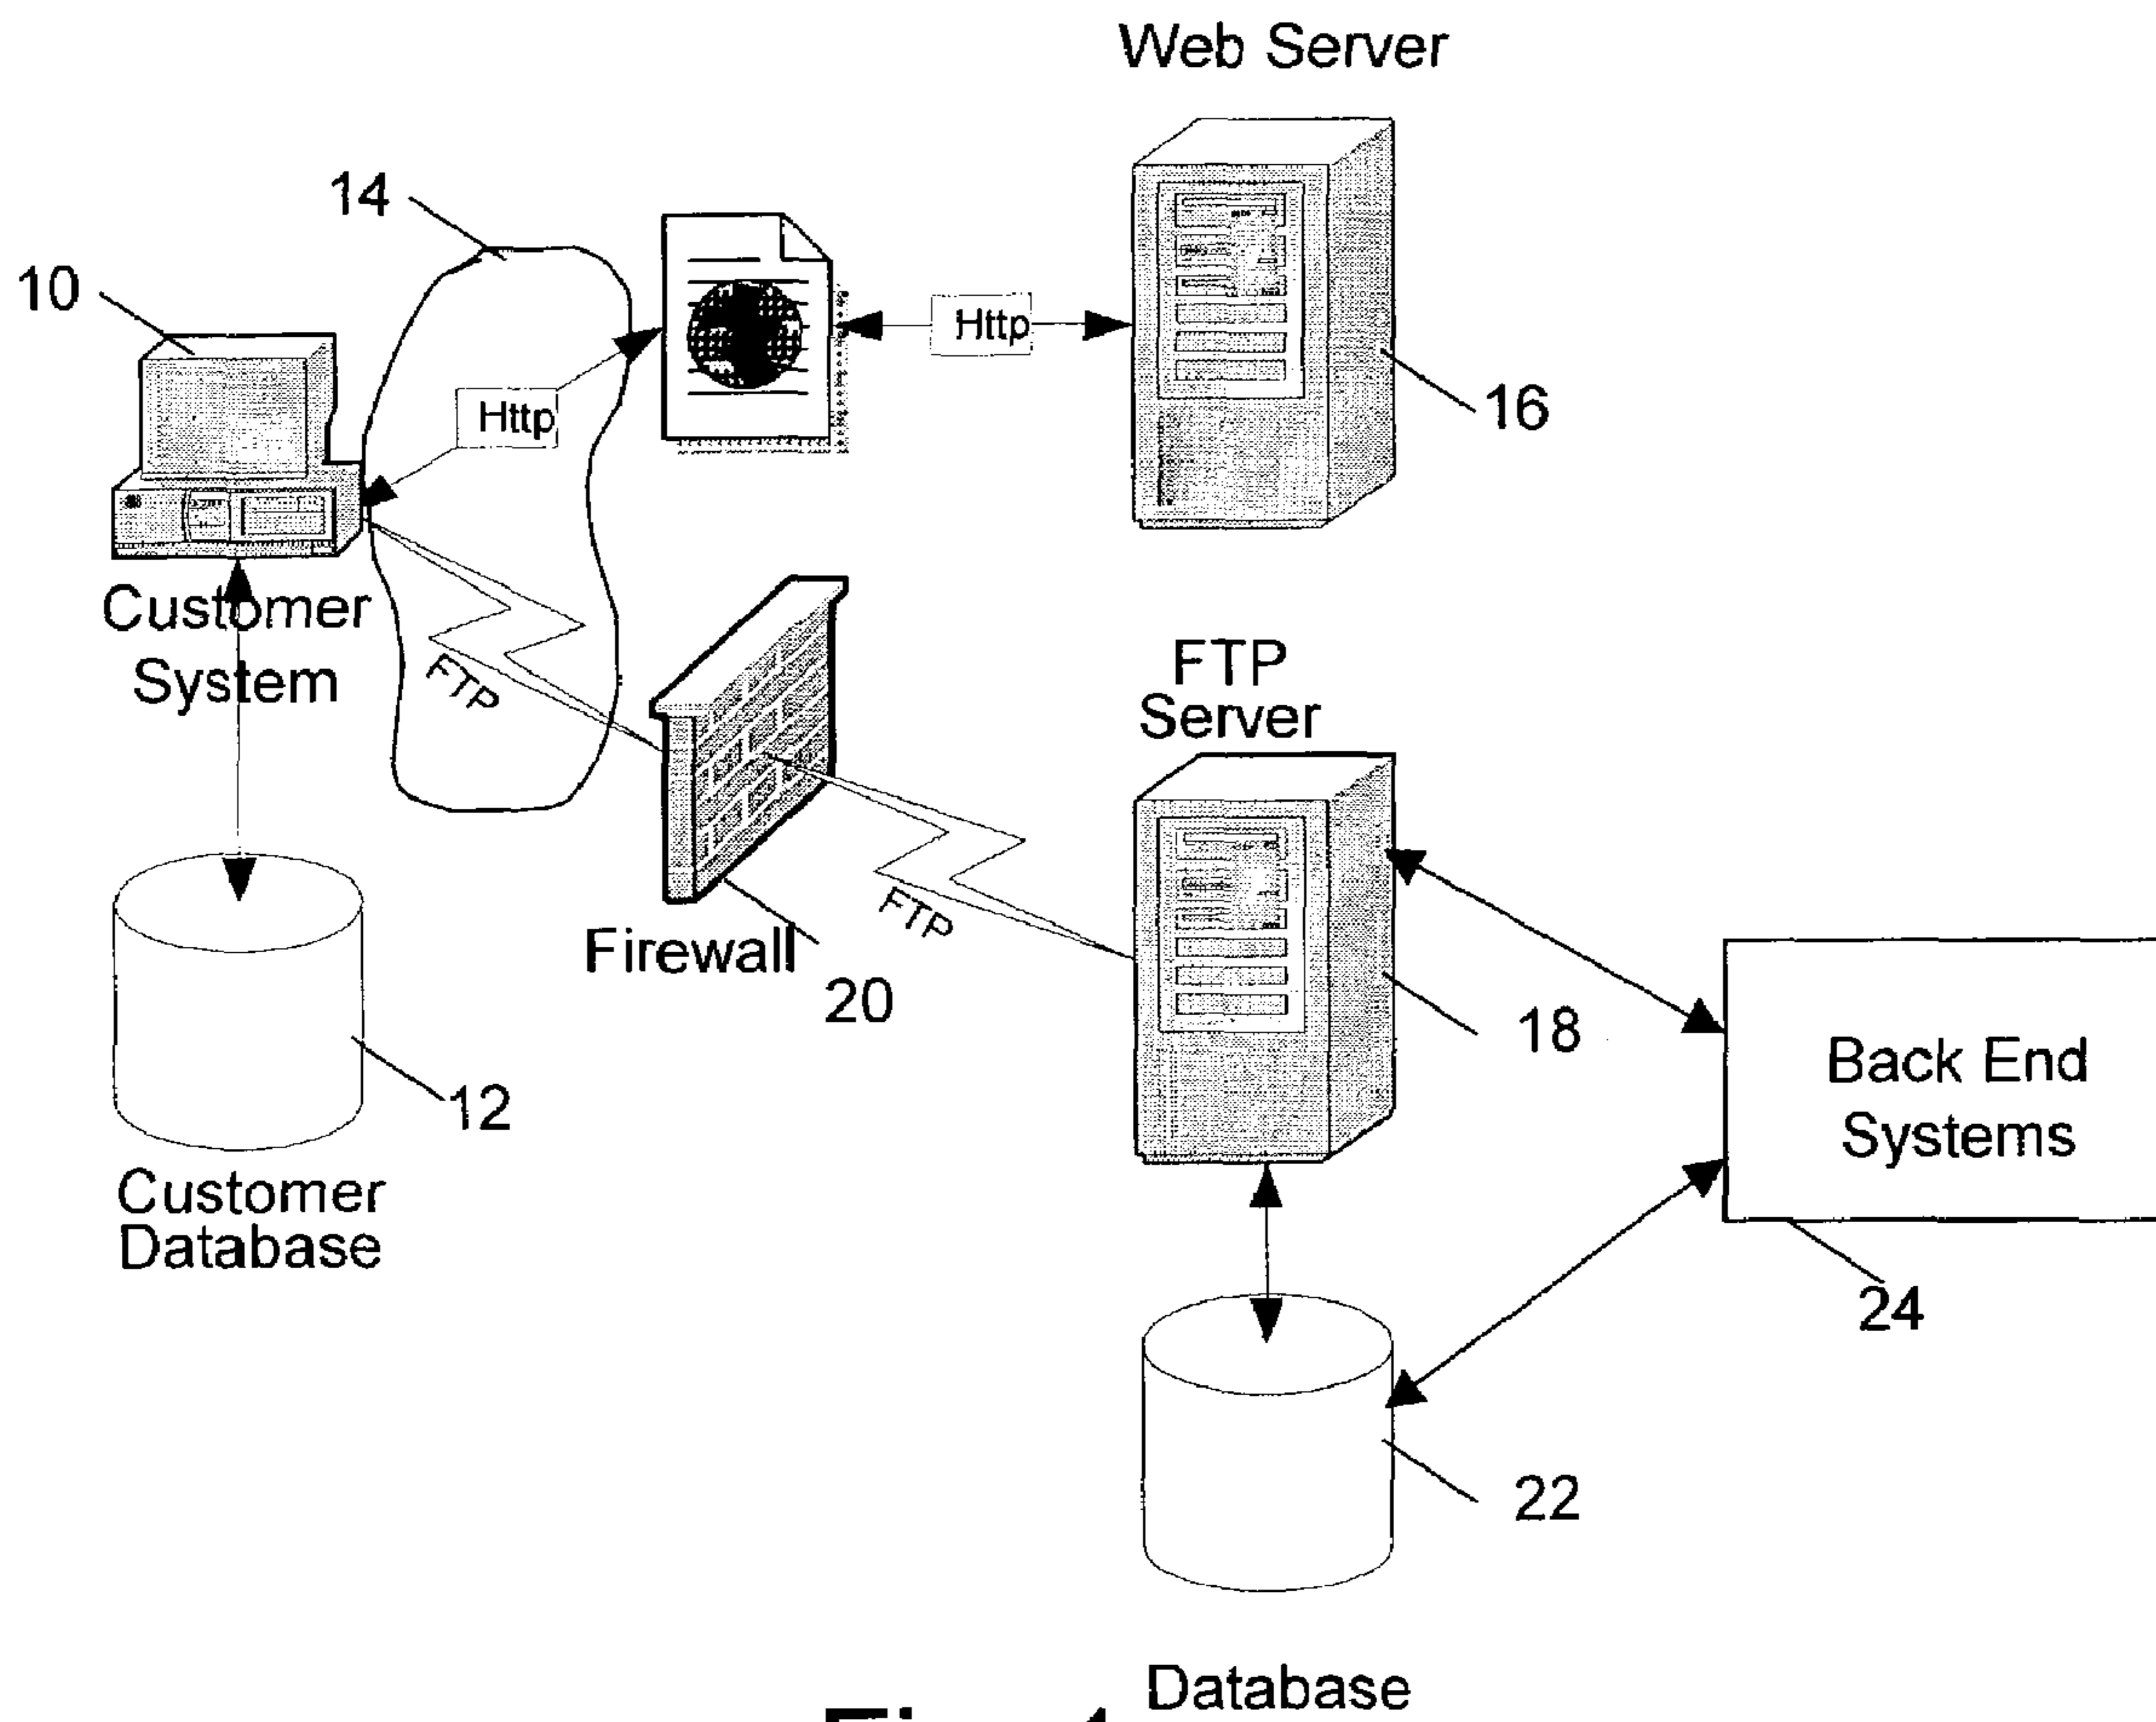 Web Server
14
10
Http
Http
16
Customer
System
FTP
FTP
Server
Firewall
20
FTP
18
Back End
Systems
12
Customer
Database
24
22
Database